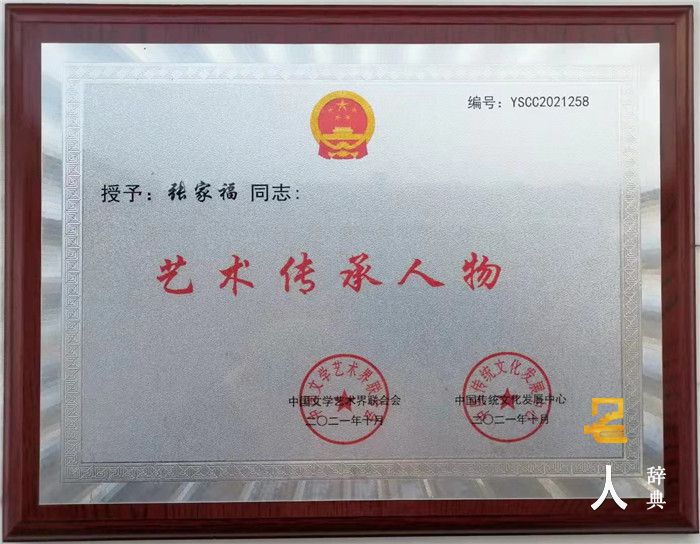 编号：YSCC2021258
授予：张家福 同志：
艺术传承人物
中国文学艺术界联合会
二〇二一年十月
中国传统文化发展中心
二〇二一年十月
人 辞典